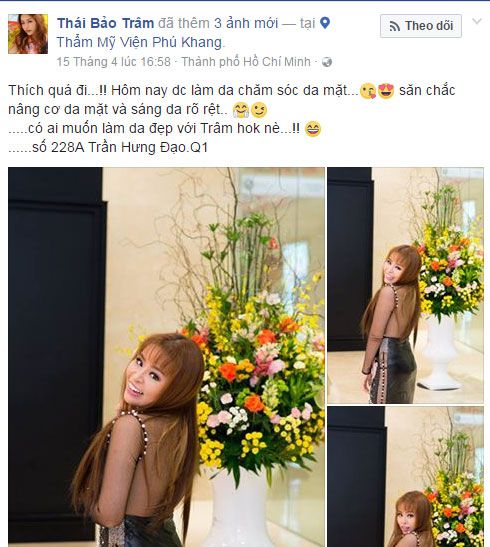 Thái Bảo Trâm đã thêm 3 ảnh mới — tại
Thẩm Mỹ Viện Phú Khang.
15 Tháng 4 lúc 16:58 · Thành phố Hồ Chí Minh ·
Theo dõi
Thích quá đi...!! Hôm nay dc làm da chăm sóc da mặt...😘😍 săn chắc
nâng cơ da mặt và sáng da rõ rệt.. 🤗😉
.....có ai muốn làm da đẹp với Trâm hok nè...!! 😄
......số 228A Trần Hưng Đạo.Q1